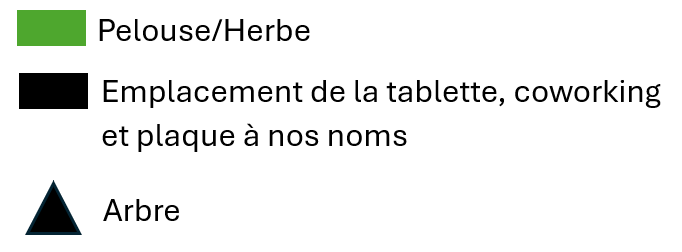 Pelouse/Herbe
Emplacement de la tablette, coworking
et plaque à nos noms
Arbre